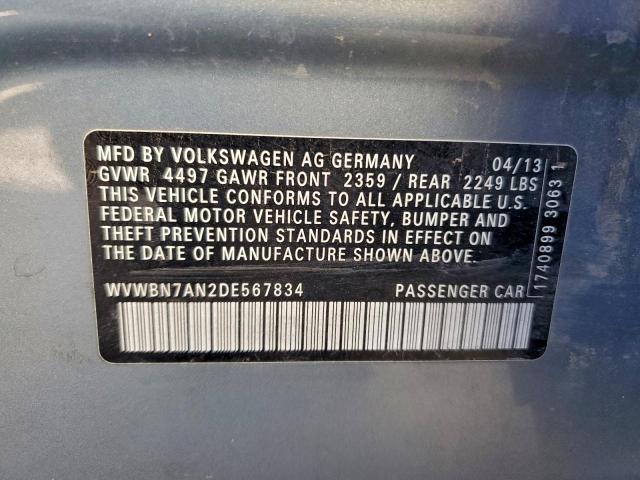 MFD BY VOLKSWAGEN AG GERMANY 04/13
GVWR 4497 GAWR FRONT 2359 / REAR 2249 LBS
THIS VEHICLE CONFORMS TO ALL APPLICABLE U.S.
FEDERAL MOTOR VEHICLE SAFETY, BUMPER AND
THEFT PREVENTION STANDARDS IN EFFECT ON
THE DATE OF MANUFACTURE SHOWN ABOVE.
WVWBN7AN2DE567834 PASSENGER CAR
1740899 3063 1